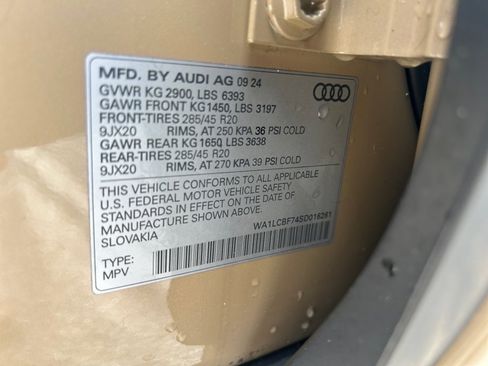 MFD. BY AUDI AG 09 24
GVWR KG 2900, LBS 6393
GAWR FRONT KG 1450, LBS 3197
FRONT-TIRES 285/45 R20
9JX20 RIMS, AT 250 KPA 36 PSI COLD
GAWR REAR KG 1650, LBS 3638
REAR-TIRES 285/45 R20
9JX20 RIMS, AT 270 KPA 39 PSI COLD
THIS VEHICLE CONFORMS TO ALL APPLICABLE
U.S. FEDERAL MOTOR VEHICLE SAFETY
STANDARDS IN EFFECT ON THE DATE OF
MANUFACTURE SHOWN ABOVE.
SLOVAKIA
WA1LCBF74SD016261
TYPE:
MPV